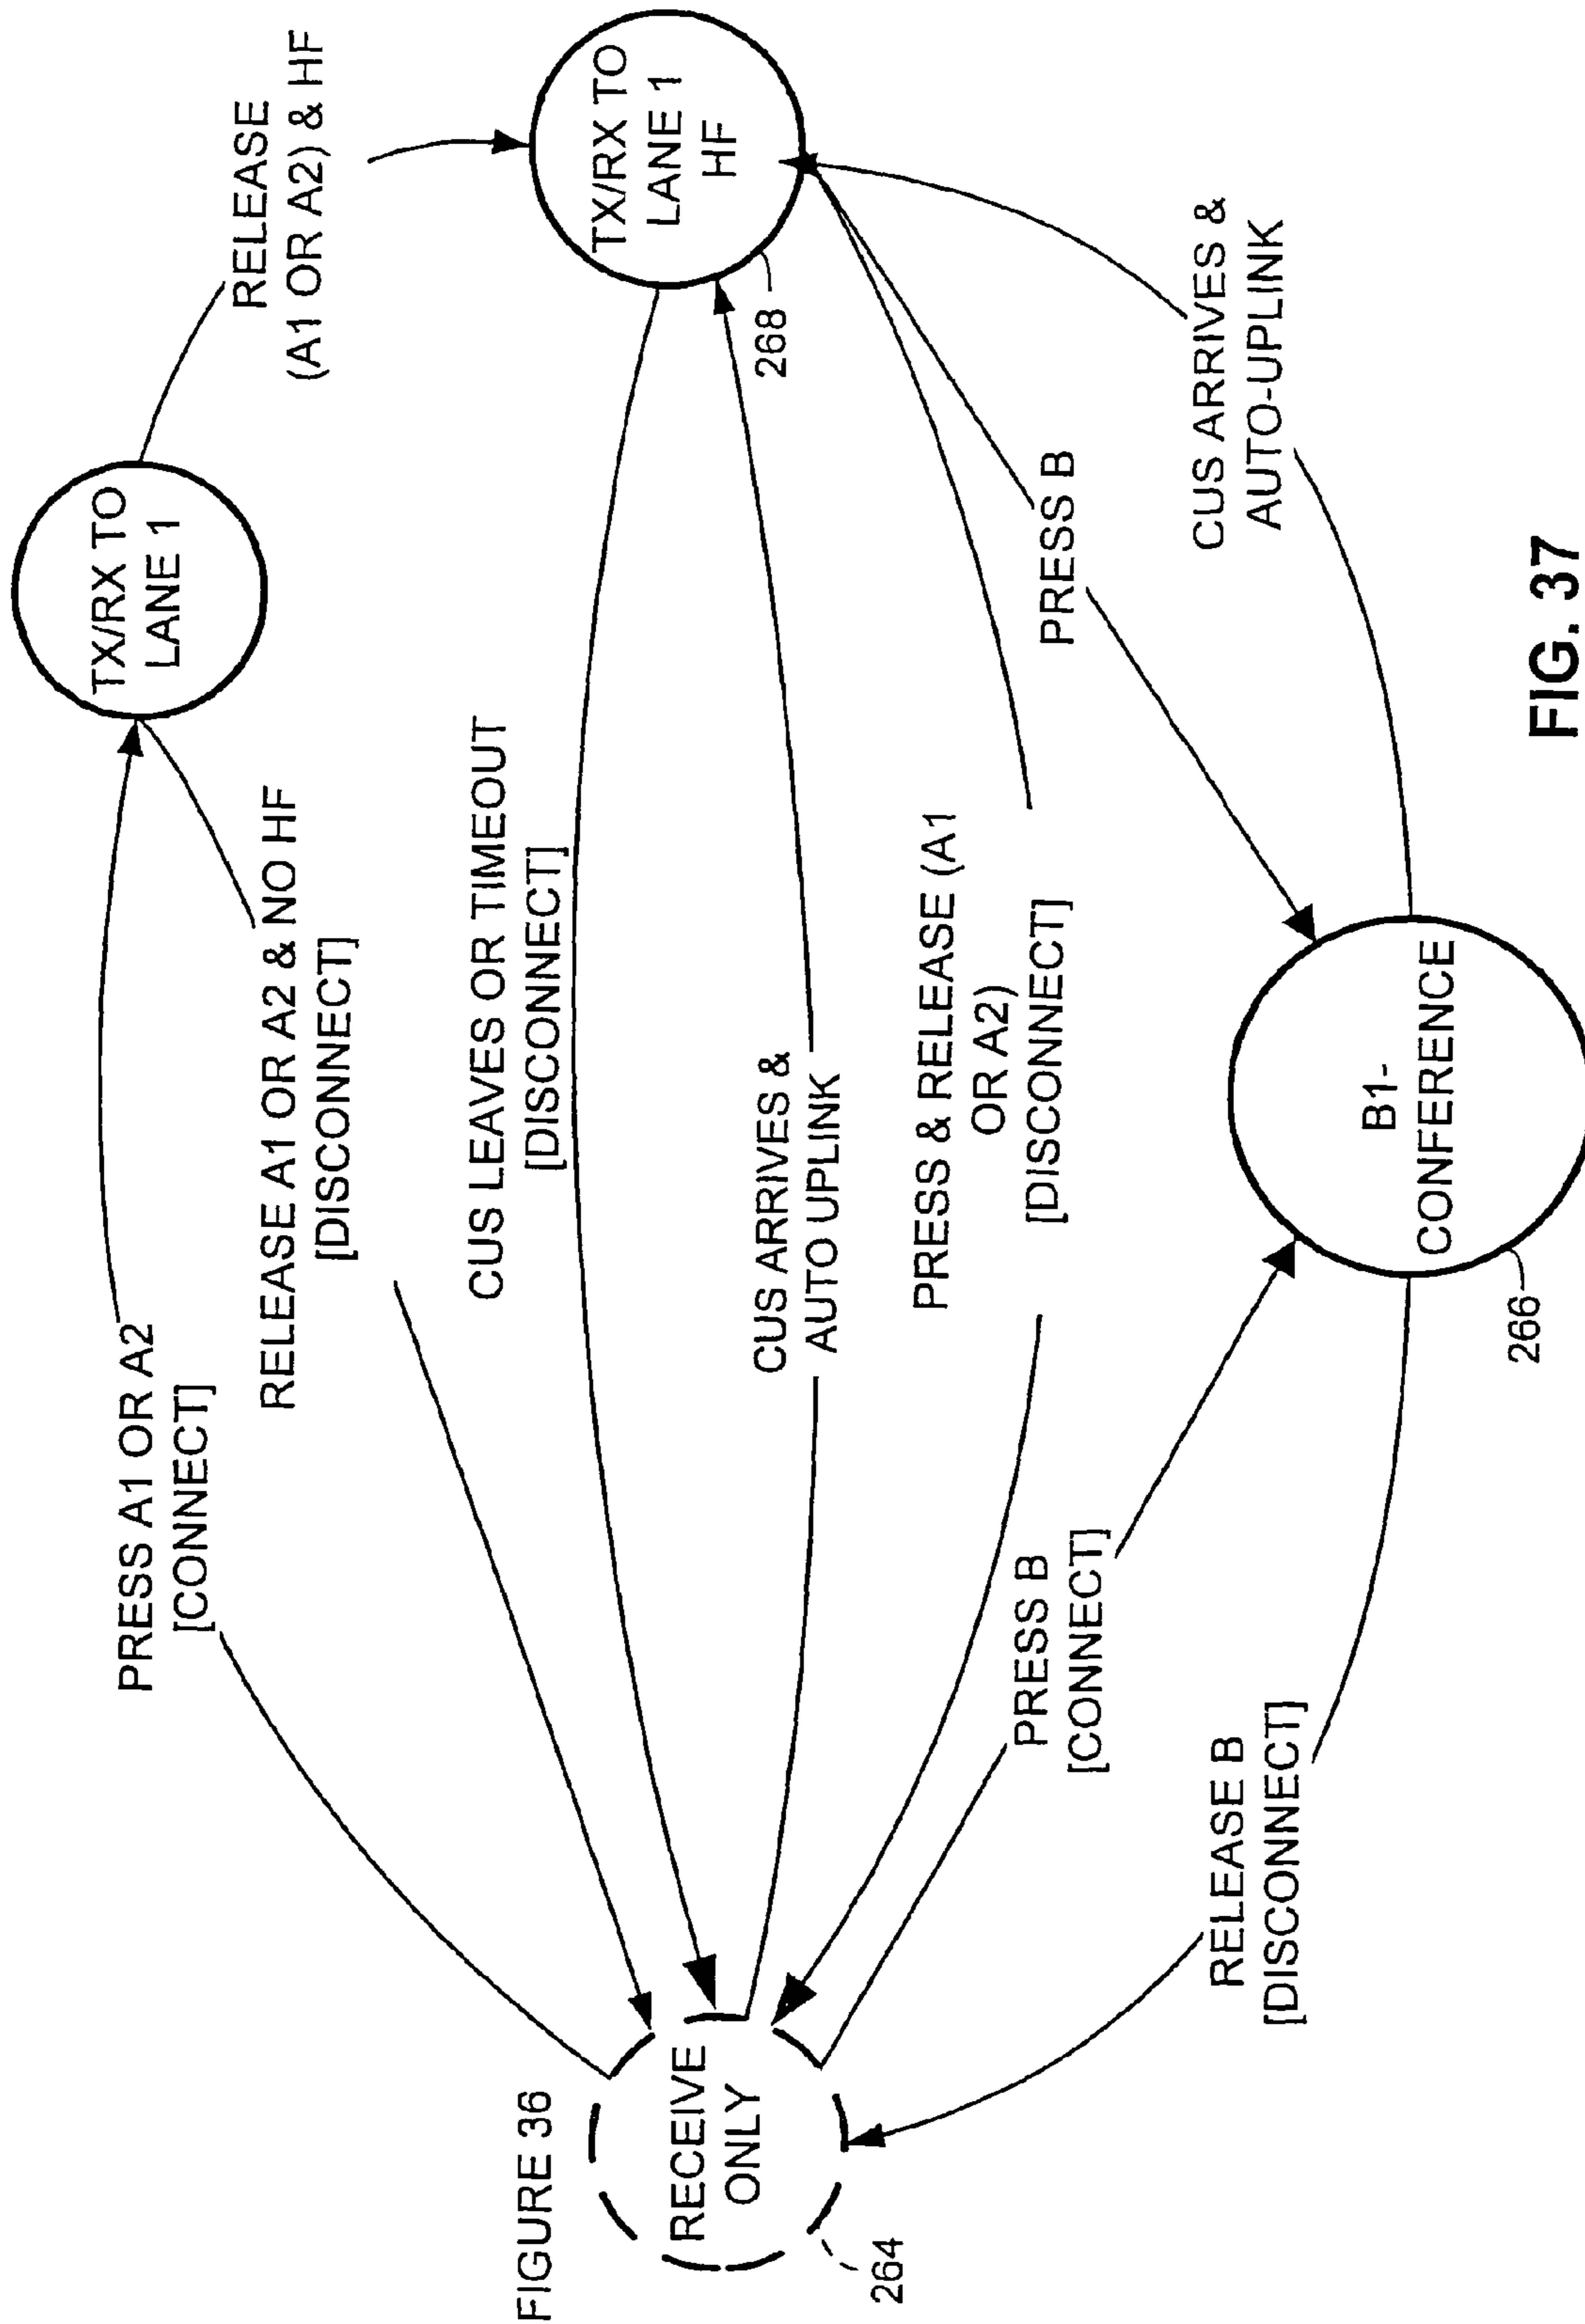 FIGURE 36
RECEIVE
ONLY
264
PRESS A1 OR A2
[CONNECT]
TX/RX TO
LANE 1
RELEASE
(A1 OR A2) & HF
RELEASE A1 OR A2 & NO HF
[DISCONNECT]
CUS LEAVES OR TIMEOUT
[DISCONNECT]
TX/RX TO
LANE 1
HF
268
CUS ARRIVES &
AUTO UPLINK
PRESS & RELEASE (A1
OR A2)
[DISCONNECT]
PRESS B
PRESS B
[CONNECT]
CUS ARRIVES &
AUTO-UPLINK
RELEASE B
[DISCONNECT]
B1-
CONFERENCE
266
FIG. 37